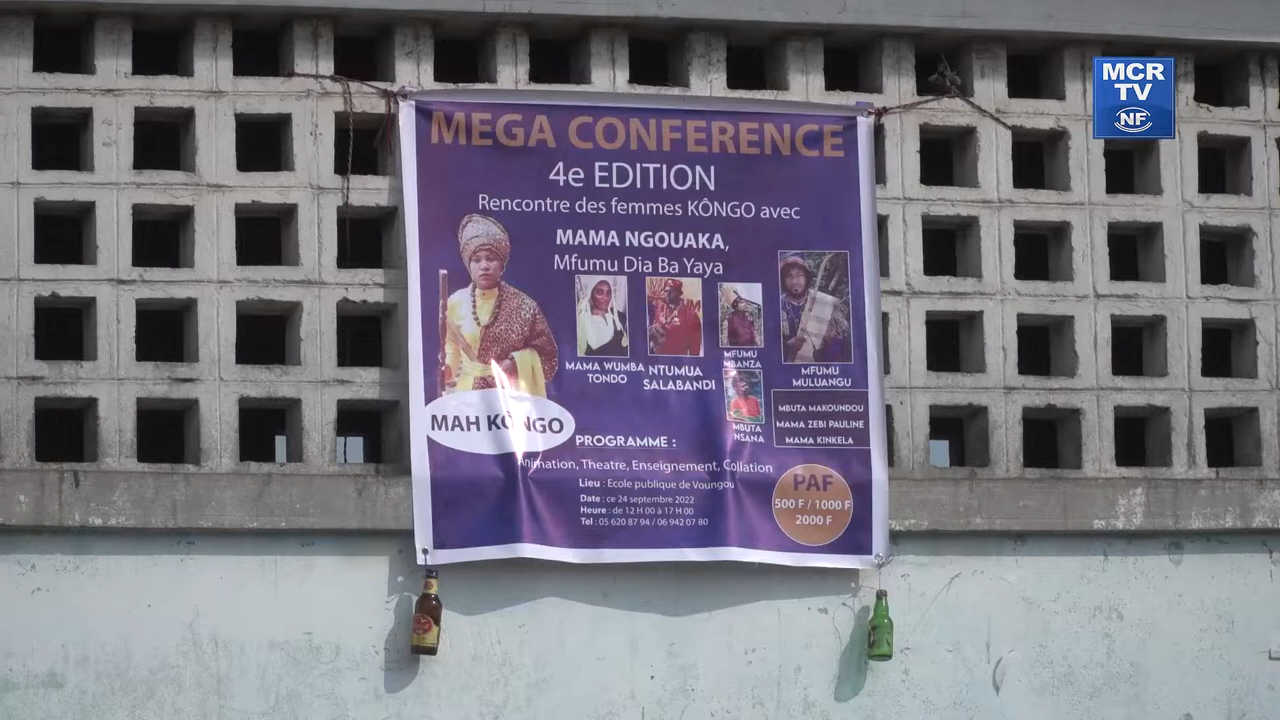 MCR
TV
NF
MEGA CONFERENCE
4e EDITION
Rencontre des femmes KÔNGO avec
MAMA NGOUAKA,
Mfumu Dia Ba Yaya
MAMA WUMBA
TONDO
NTUMUA
SALABANDI
MFUMU
MBANZA
MFUMU
MULUANGU
MBUTA
NSANA
MBUTA MAKOUNDOU
MAMA ZEBI PAULINE
MAMA KINKELA
MAH KÔNGO
PROGRAMME :
Animation, Theatre, Enseignement, Collation
Lieu : Ecole publique de Voungou
Date : ce 24 septembre 2022
Heure : de 12 H 00 à 17 H 00
Tel : 05 620 87 94 / 06 942 07 80
PAF
500 F / 1000 F
2000 F